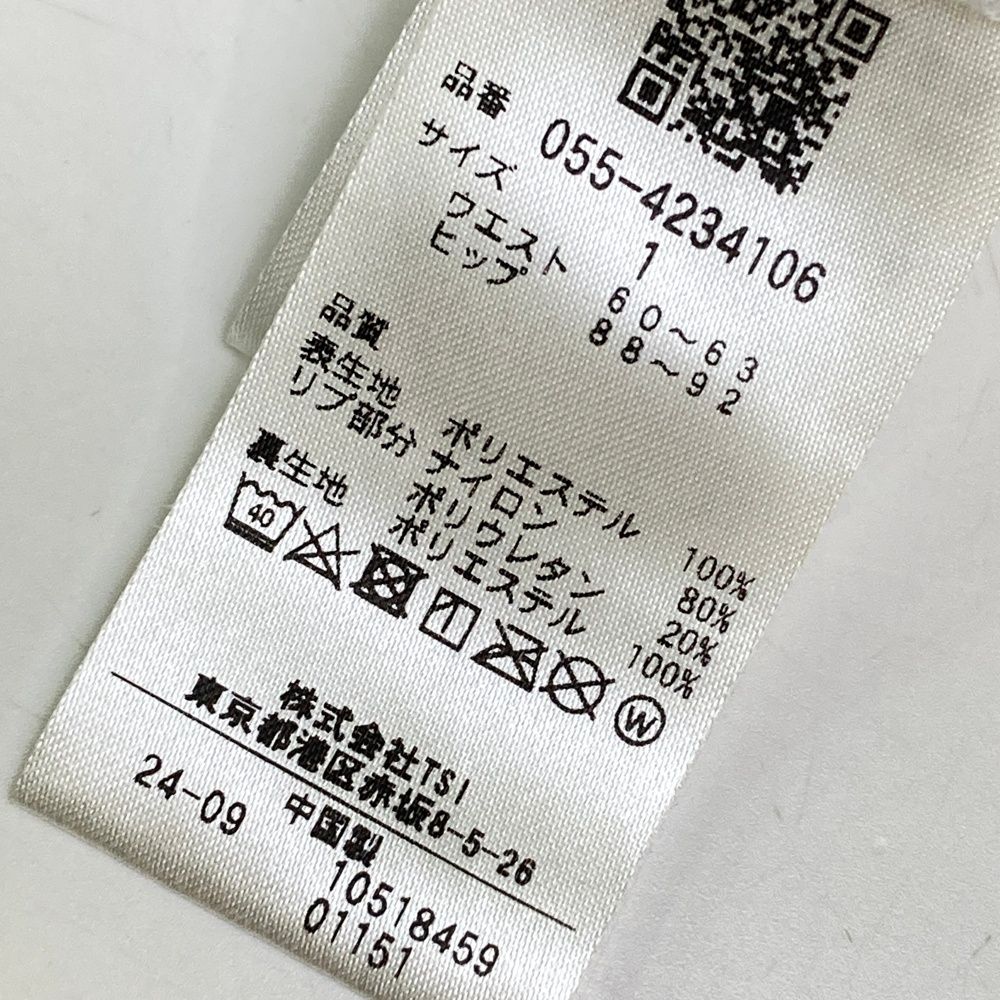 品番 055-4234106
サイズ 1
ウエスト 60～63
ヒップ 88～92
品質
表生地 ポリエステル 100%
リブ部分 ナイロン 80%
ポリウレタン 20%
裏生地 ポリエステル 100%
40 W
株式会社TSI
東京都港区赤坂8-5-26
24-09 中国製
10518459
01151